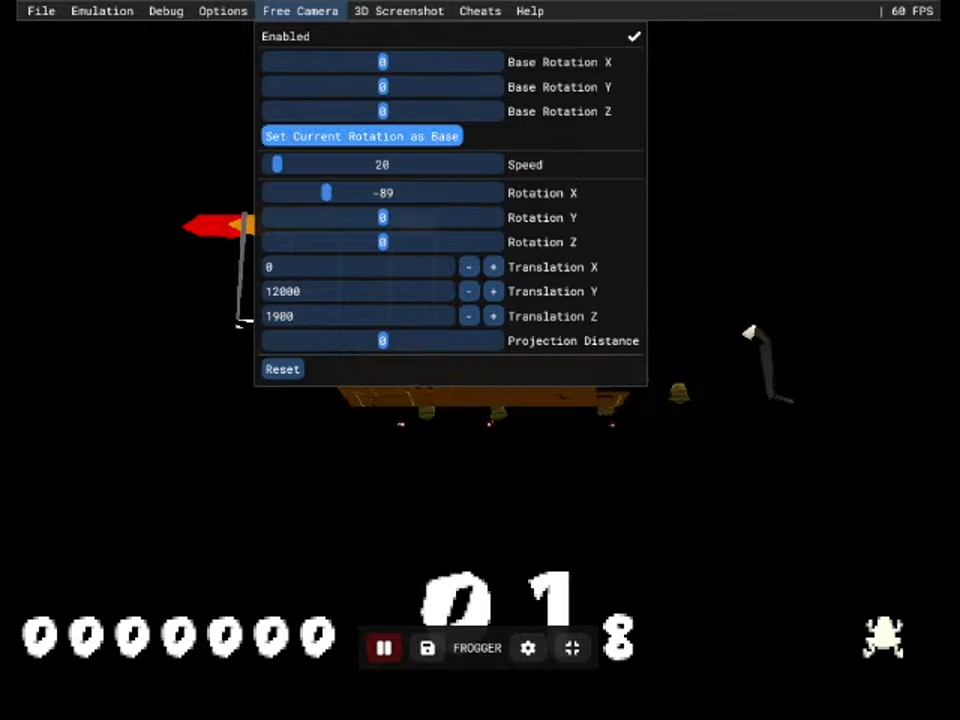 File Emulation Debug Options Free Camera 3D Screenshot Cheats Help | 60 FPS
Enabled
0 Base Rotation X
0 Base Rotation Y
0 Base Rotation Z
Set Current Rotation as Base
20 Speed
-89 Rotation X
0 Rotation Y
0 Rotation Z
0 - + Translation X
12000 - + Translation Y
1900 - + Translation Z
0 Projection Distance
Reset
0000000 01 8
FROGGER